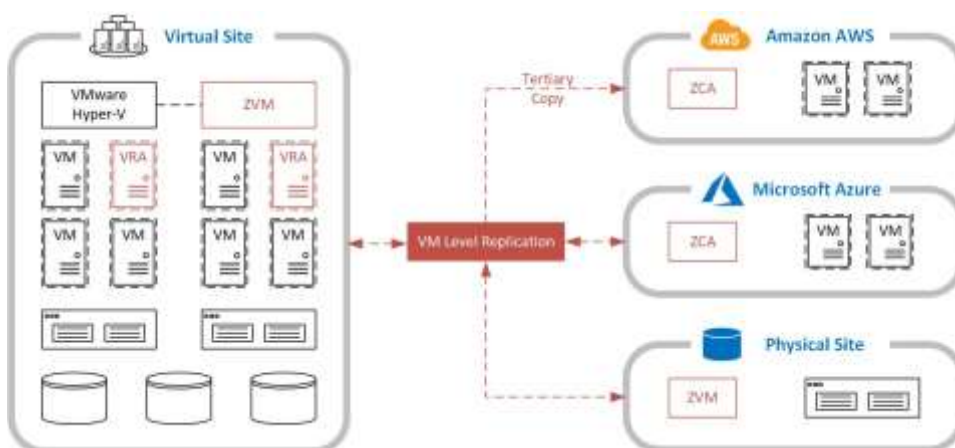 Virtual Site
VMware
Hyper-V
ZVM
VM
VRA
VM
VRA
VM
VM
VM
VM
VM Level Replication
Tertiary
Copy
AWS
Amazon AWS
ZCA
VM
VM
Microsoft Azure
ZCA
VM
VM
Physical Site
ZVM